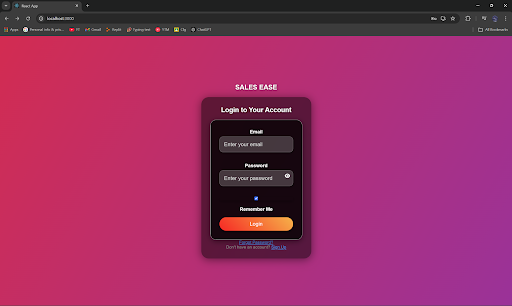 React App
localhost:3000
Apps
Personal info & priv...
YT
Gmail
Replit
Typing test
GTM
Clg
ChatGPT
All Bookmarks
SALES EASE
Login to Your Account
Email
Enter your email
Password
Enter your password
Remember Me
Login
Forgot Password?
Don't have an account? Sign Up